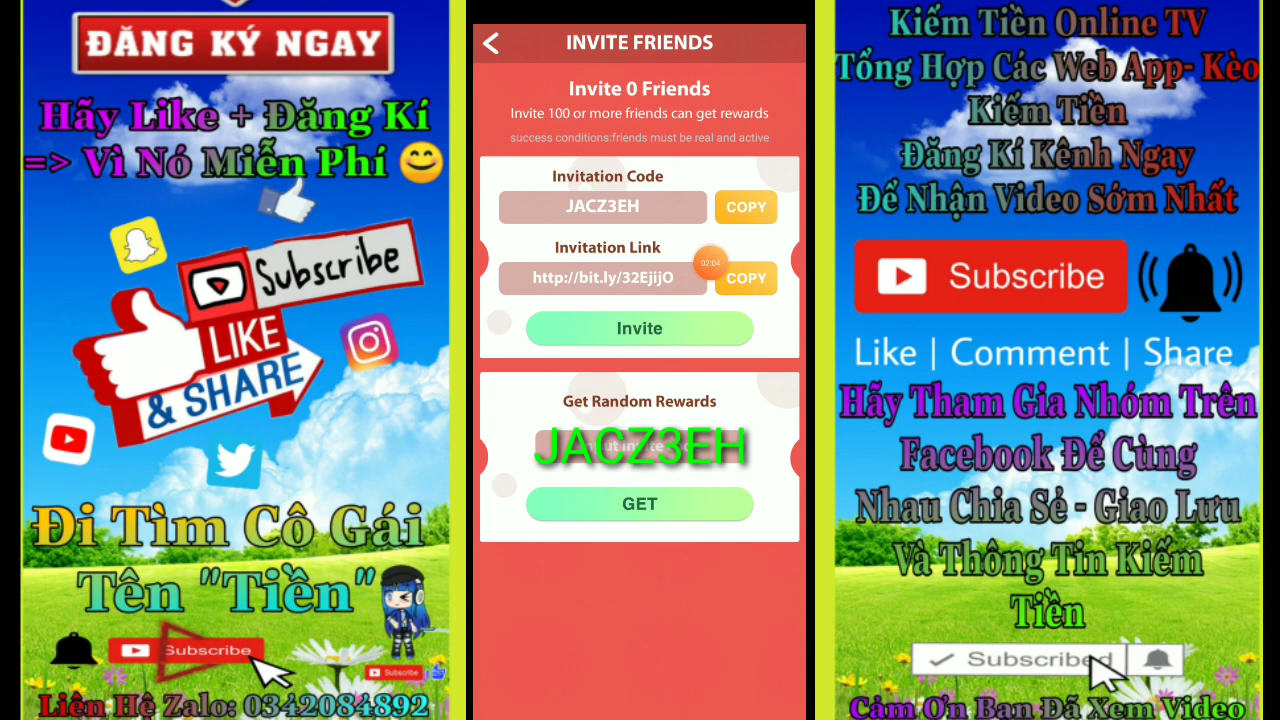 ĐĂNG KÝ NGAY
Hãy Like + Đăng Kí
=> Vì Nó Miễn Phí
Subscribe
LIKE
& SHARE
Đi Tìm Cô Gái
Tên "Tiền"
Subscribe
Subscribe
Liên Hệ Zalo: 0342084892
INVITE FRIENDS
Invite 0 Friends
Invite 100 or more friends can get rewards
success conditions:friends must be real and active
Invitation Code
JACZ3EH
COPY
Invitation Link
02:04
http://bit.ly/32EjijO
COPY
Invite
Get Random Rewards
JACZ3EH
GET
Kiếm Tiền Online TV
Tổng Hợp Các Web App- Kèo
Kiếm Tiền
Đăng Kí Kênh Ngay
Để Nhận Video Sớm Nhất
Subscribe
Like | Comment | Share
Hãy Tham Gia Nhóm Trên
Facebook Để Cùng
Nhau Chia Sẻ - Giao Lưu
Và Thông Tin Kiếm
Tiền
Subscribed
Cảm Ơn Bạn Đã Xem Video